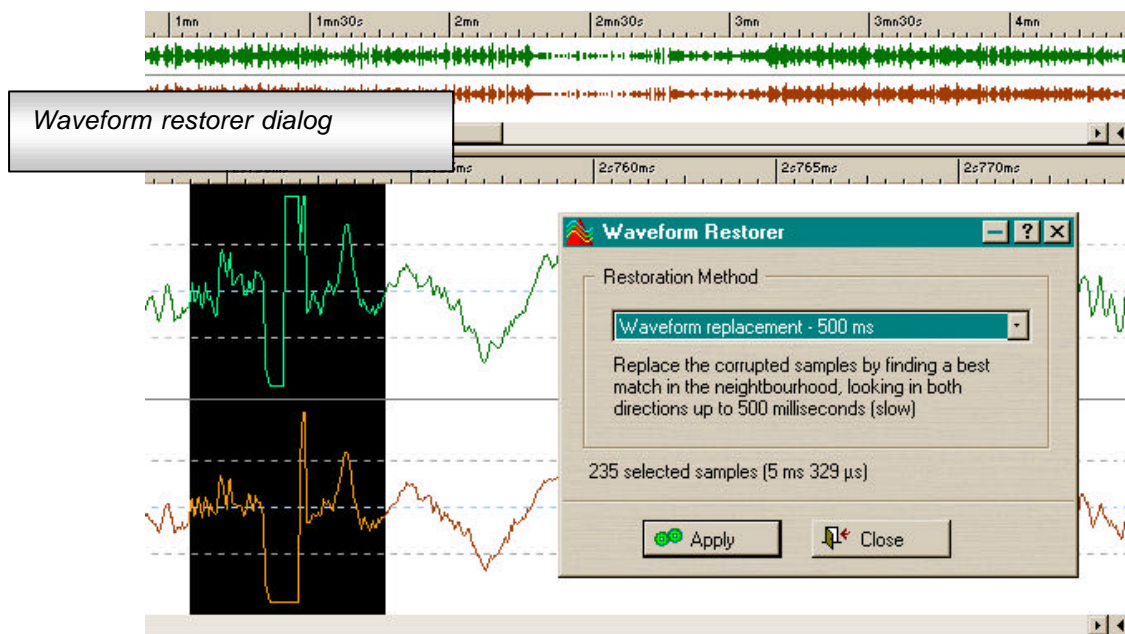 1mn 1mn30s 2mn 2mn30s 3mn 3mn30s 4mn
Waveform restorer dialog
2s760ms 2s765ms 2s770ms
Waveform Restorer
Restoration Method
Waveform replacement - 500 ms
Replace the corrupted samples by finding a best
match in the neighbourhood, looking in both
directions up to 500 milliseconds (slow)
235 selected samples (5 ms 329 µs)
Apply Close